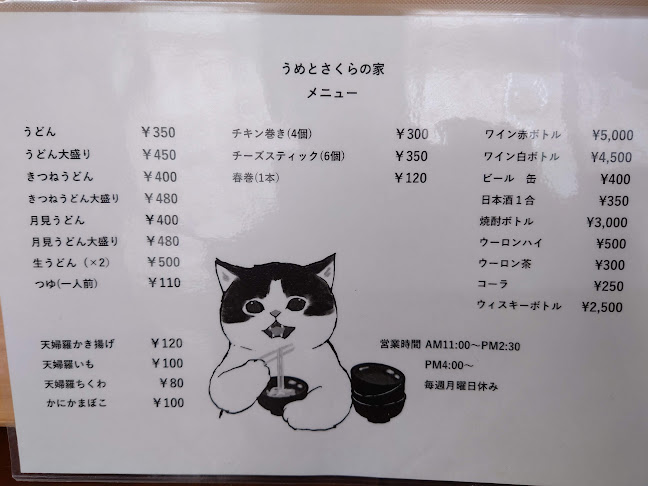 うめとさくらの家
メニュー
うどん ￥350
うどん大盛り ￥450
きつねうどん ￥400
きつねうどん大盛り ￥480
月見うどん ￥400
月見うどん大盛り ￥480
生うどん（×2） ￥500
つゆ(一人前) ￥110
天婦羅かき揚げ ￥120
天婦羅いも ￥100
天婦羅ちくわ ￥80
かにかまぼこ ￥100
チキン巻き(4個) ￥300
チーズスティック(6個) ￥350
春巻(1本) ￥120
ワイン赤ボトル ￥5,000
ワイン白ボトル ￥4,500
ビール 缶 ￥400
日本酒１合 ￥350
焼酎ボトル ￥3,000
ウーロンハイ ￥500
ウーロン茶 ￥300
コーラ ￥250
ウィスキーボトル ￥2,500
営業時間 AM11:00～PM2:30
PM4:00～
毎週月曜日休み